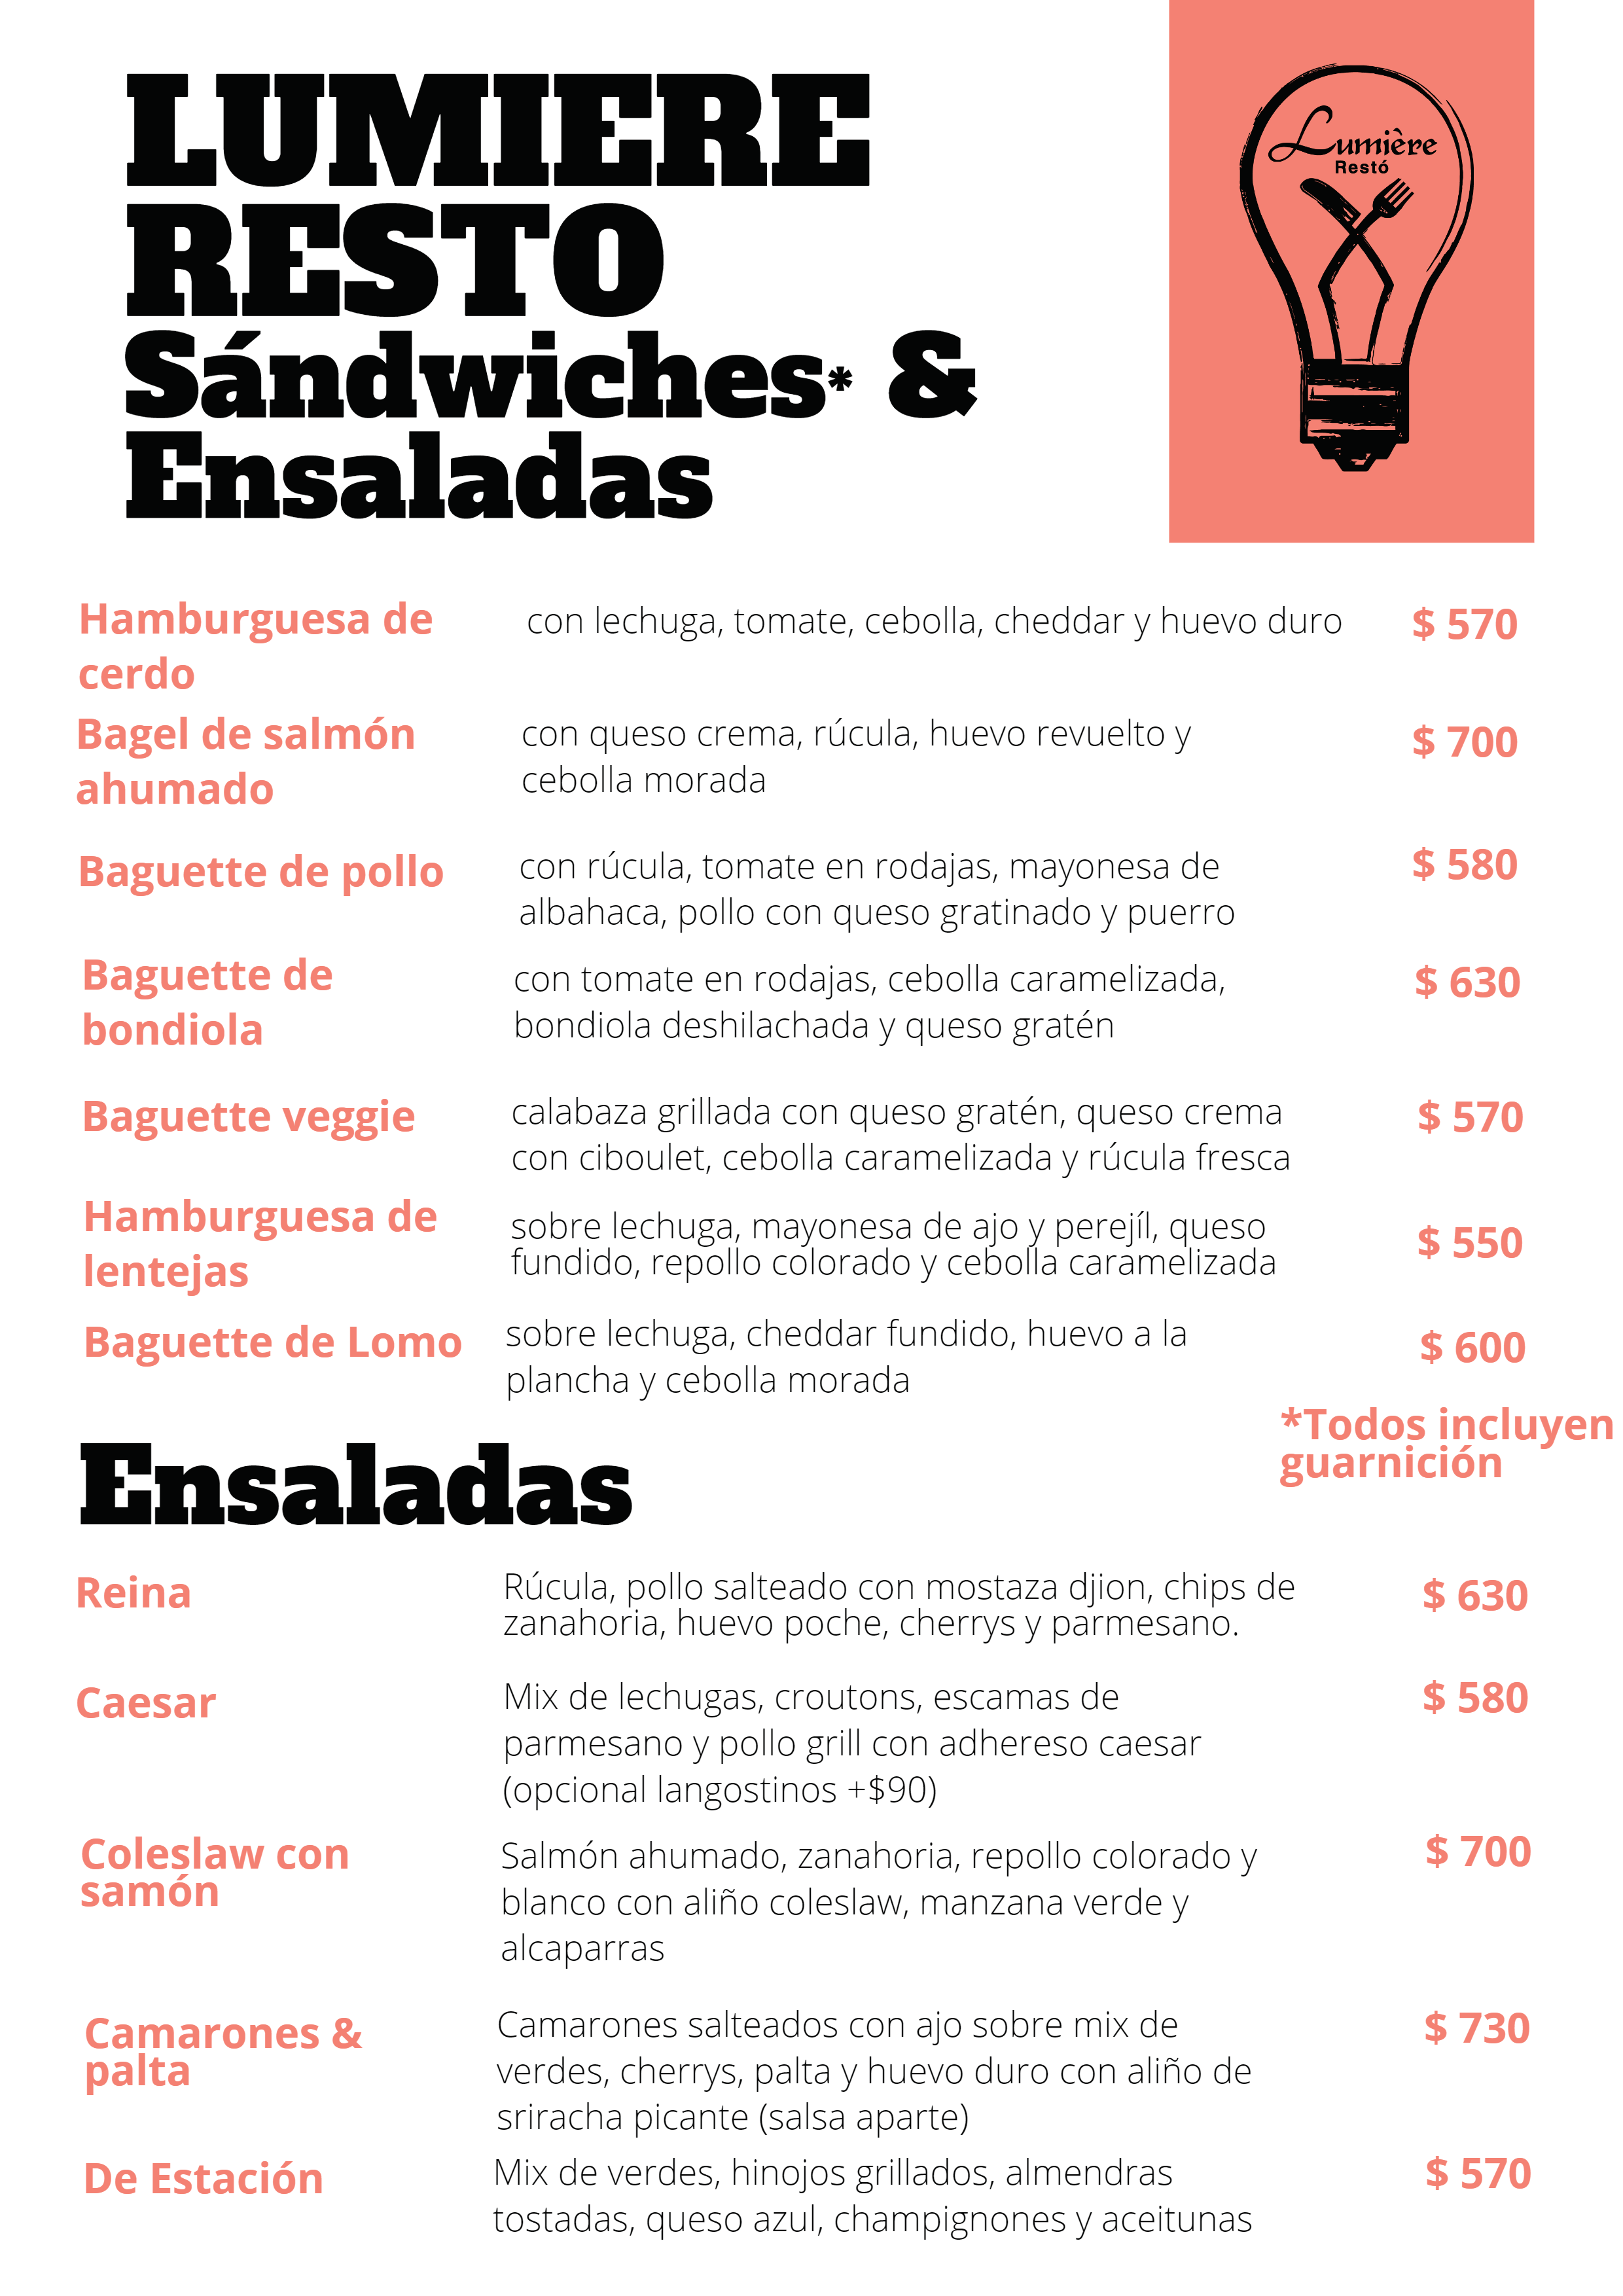 LUMIERE
RESTO
Sándwiches* &
Ensaladas
Lumière
Restó
Hamburguesa de
cerdo
con lechuga, tomate, cebolla, cheddar y huevo duro
$ 570
Bagel de salmón
ahumado
con queso crema, rúcula, huevo revuelto y
cebolla morada
$ 700
Baguette de pollo
con rúcula, tomate en rodajas, mayonesa de
albahaca, pollo con queso gratinado y puerro
$ 580
Baguette de
bondiola
con tomate en rodajas, cebolla caramelizada,
bondiola deshilachada y queso gratén
$ 630
Baguette veggie
calabaza grillada con queso gratén, queso crema
con ciboulet, cebolla caramelizada y rúcula fresca
$ 570
Hamburguesa de
lentejas
sobre lechuga, mayonesa de ajo y perejíl, queso
fundido, repollo colorado y cebolla caramelizada
$ 550
Baguette de Lomo
sobre lechuga, cheddar fundido, huevo a la
plancha y cebolla morada
$ 600
*Todos incluyen
guarnición
Ensaladas
Reina
Rúcula, pollo salteado con mostaza djion, chips de
zanahoria, huevo poche, cherrys y parmesano.
$ 630
Caesar
Mix de lechugas, croutons, escamas de
parmesano y pollo grill con adhereso caesar
(opcional langostinos +$90)
$ 580
Coleslaw con
samón
Salmón ahumado, zanahoria, repollo colorado y
blanco con aliño coleslaw, manzana verde y
alcaparras
$ 700
Camarones &
palta
Camarones salteados con ajo sobre mix de
verdes, cherrys, palta y huevo duro con aliño de
sriracha picante (salsa aparte)
$ 730
De Estación
Mix de verdes, hinojos grillados, almendras
tostadas, queso azul, champignones y aceitunas
$ 570